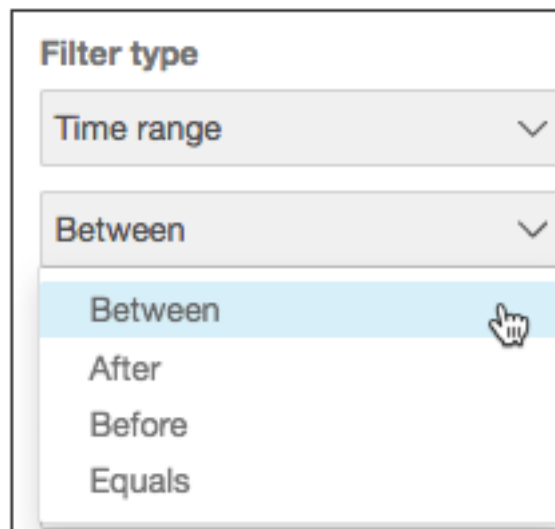 Filter type
Time range
Between
Between
After
Before
Equals